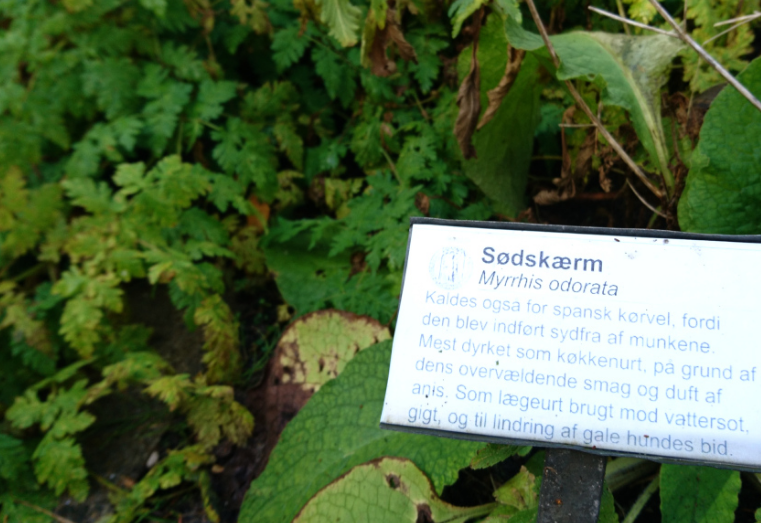 Sødskærm
Myrrhis odorata
Kaldes også for spansk kørvel, fordi
den blev indført sydfra af munkene.
Mest dyrket som køkkenurt, på grund af
dens overvældende smag og duft af
anis. Som lægeurt brugt mod vattersot,
gigt, og til lindring af gale hundes bid.